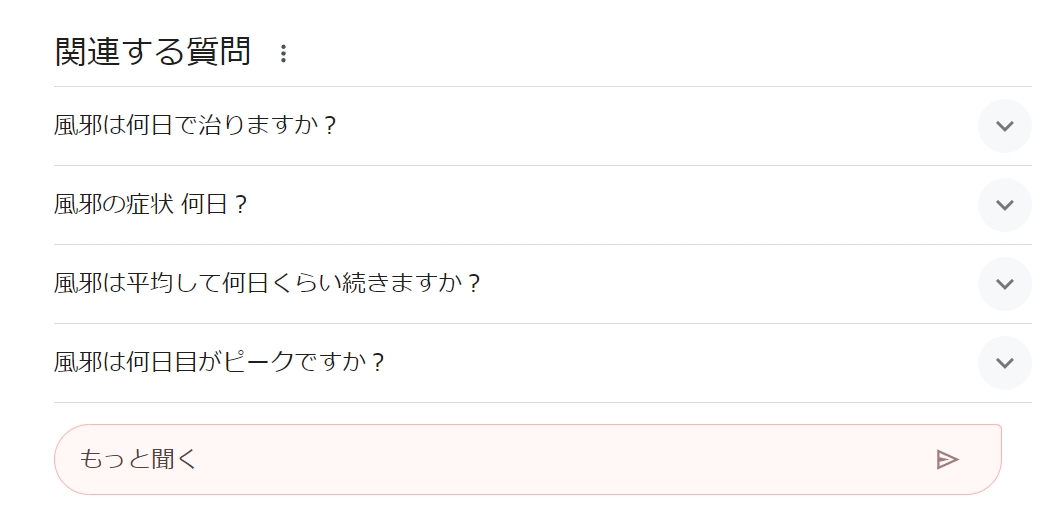 関連する質問
風邪は何日で治りますか？
風邪の症状 何日？
風邪は平均して何日くらい続きますか？
風邪は何日目がピークですか？
もっと聞く